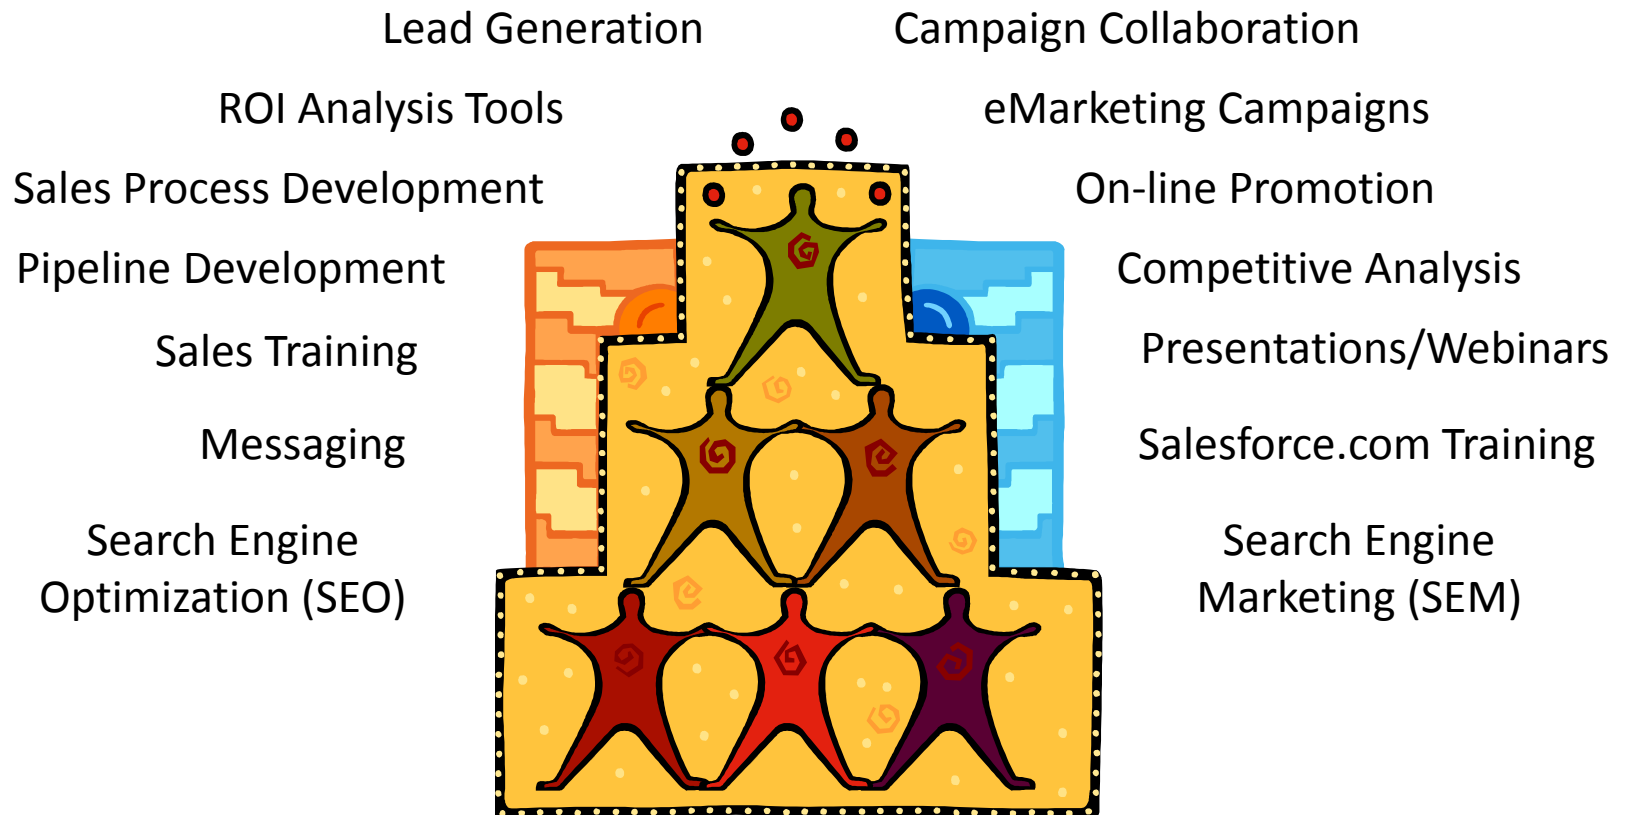 Lead Generation
Campaign Collaboration
ROI Analysis Tools
eMarketing Campaigns
Sales Process Development
On-line Promotion
Pipeline Development
Competitive Analysis
Sales Training
Presentations/Webinars
Messaging
Salesforce.com Training
Search Engine
Optimization (SEO)
Search Engine
Marketing (SEM)